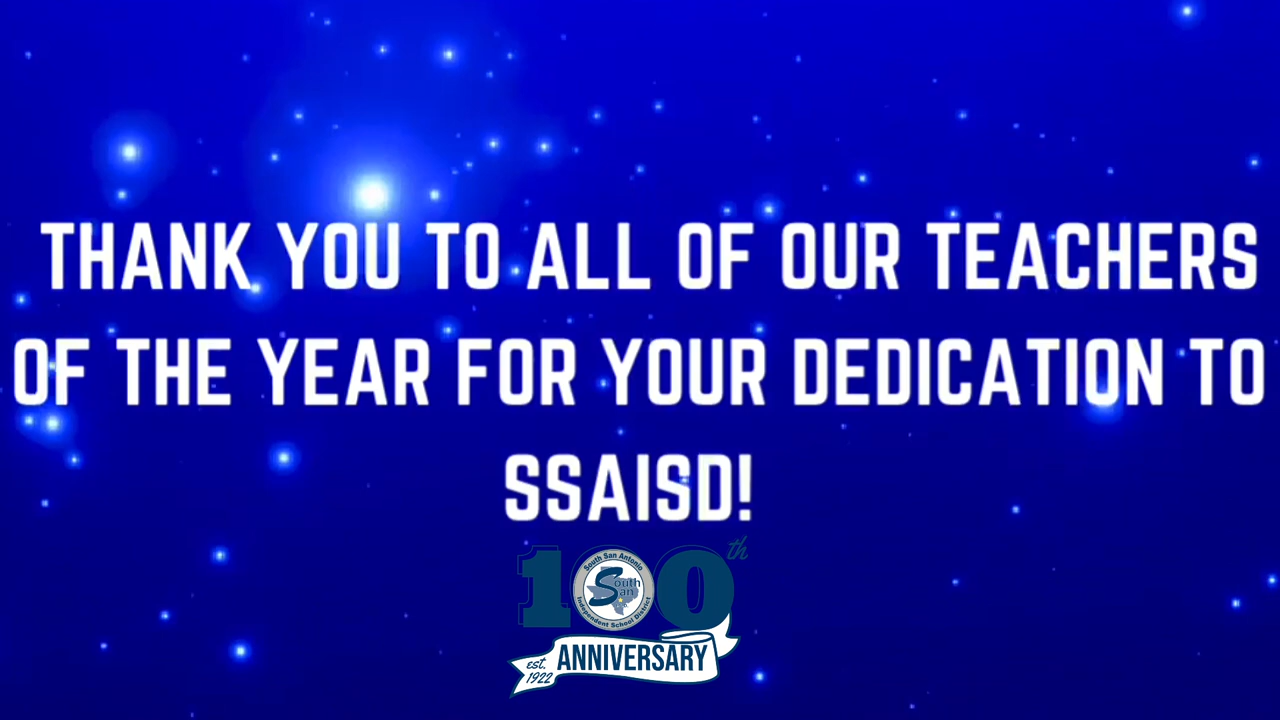 THANK YOU TO ALL OF OUR TEACHERS
OF THE YEAR FOR YOUR DEDICATION TO
SSAISD!
100th
South San Antonio
South
San
Independent School District
est.
1922
ANNIVERSARY